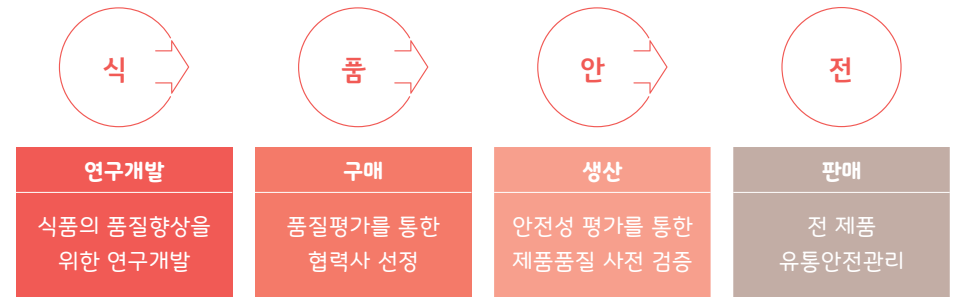 식
품
안
전
연구개발
구매
생산
판매
식품의 품질향상을
위한 연구개발
품질평가를 통한
협력사 선정
안전성 평가를 통한
제품품질 사전 검증
전 제품
유통안전관리